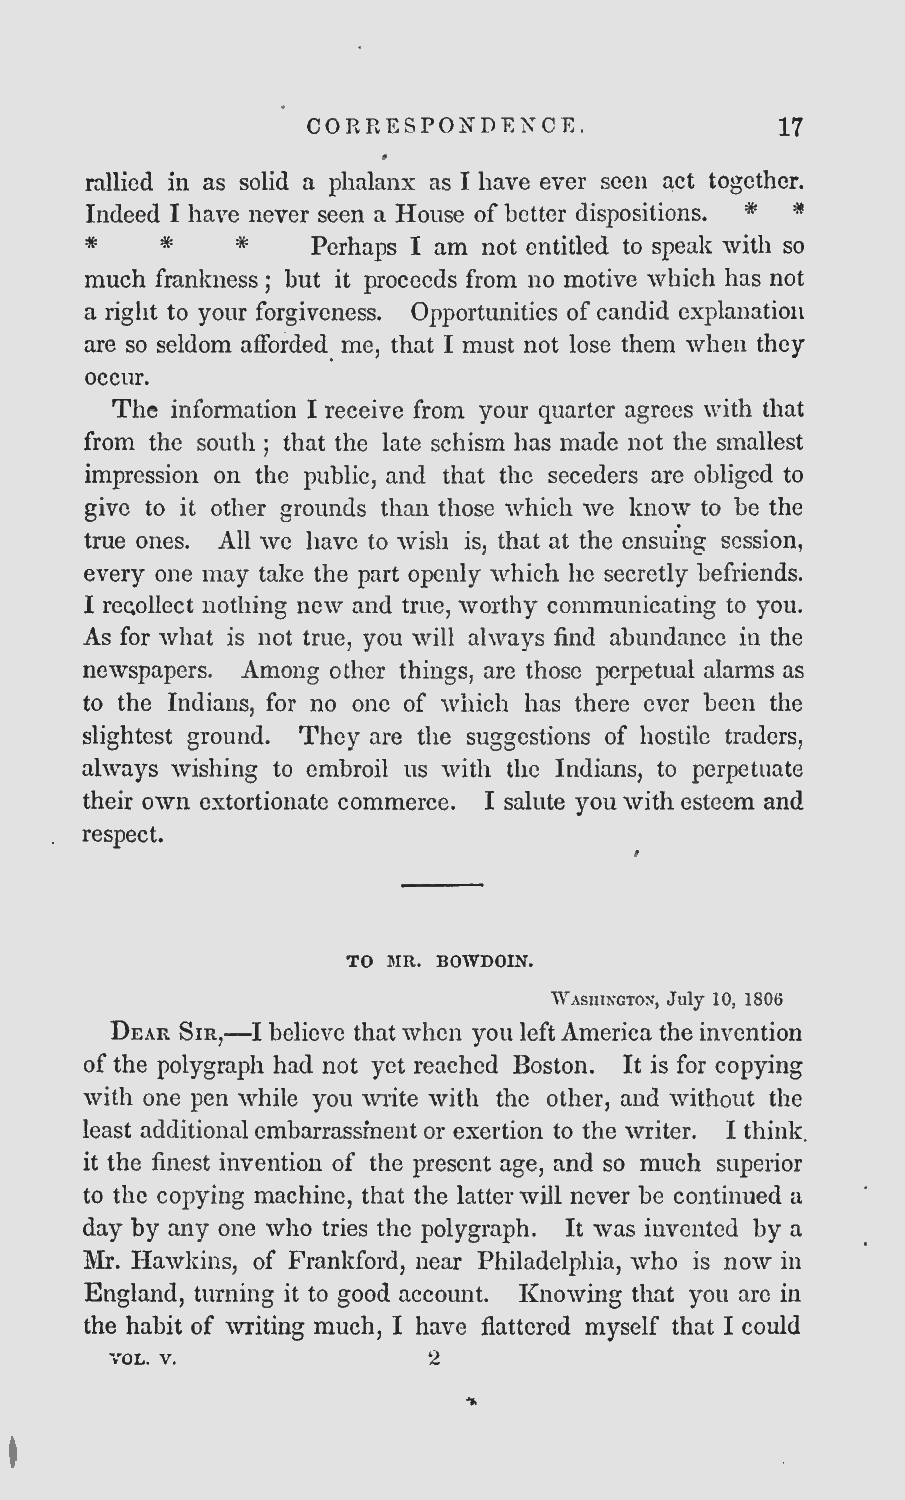 CORRESPONDENCE. 17
rallied in as solid a phalanx as I have ever seen act together.
Indeed I have never seen a House of better dispositions. * *
* * * Perhaps I am not entitled to speak with so
much frankness; but it proceeds from no motive which has not
a right to your forgiveness. Opportunities of candid explanation
are so seldom afforded me, that I must not lose them when they
occur.
The information I receive from your quarter agrees with that
from the south; that the late schism has made not the smallest
impression on the public, and that the seceders are obliged to
give to it other grounds than those which we know to be the
true ones. All we have to wish is, that at the ensuing session,
every one may take the part openly which he secretly befriends.
I recollect nothing new and true, worthy communicating to you.
As for what is not true, you will always find abundance in the
newspapers. Among other things, are those perpetual alarms as
to the Indians, for no one of which has there ever been the
slightest ground. They are the suggestions of hostile traders,
always wishing to embroil us with the Indians, to perpetuate
their own extortionate commerce. I salute you with esteem and
respect.
TO MR. BOWDOIN.
WASHINGTON, July 10, 1806
DEAR SIR,—I believe that when you left America the invention
of the polygraph had not yet reached Boston. It is for copying
with one pen while you write with the other, and without the
least additional embarrassment or exertion to the writer. I think
it the finest invention of the present age, and so much superior
to the copying machine, that the latter will never be continued a
day by any one who tries the polygraph. It was invented by a
Mr. Hawkins, of Frankford, near Philadelphia, who is now in
England, turning it to good account. Knowing that you are in
the habit of writing much, I have flattered myself that I could
VOL. V. 2